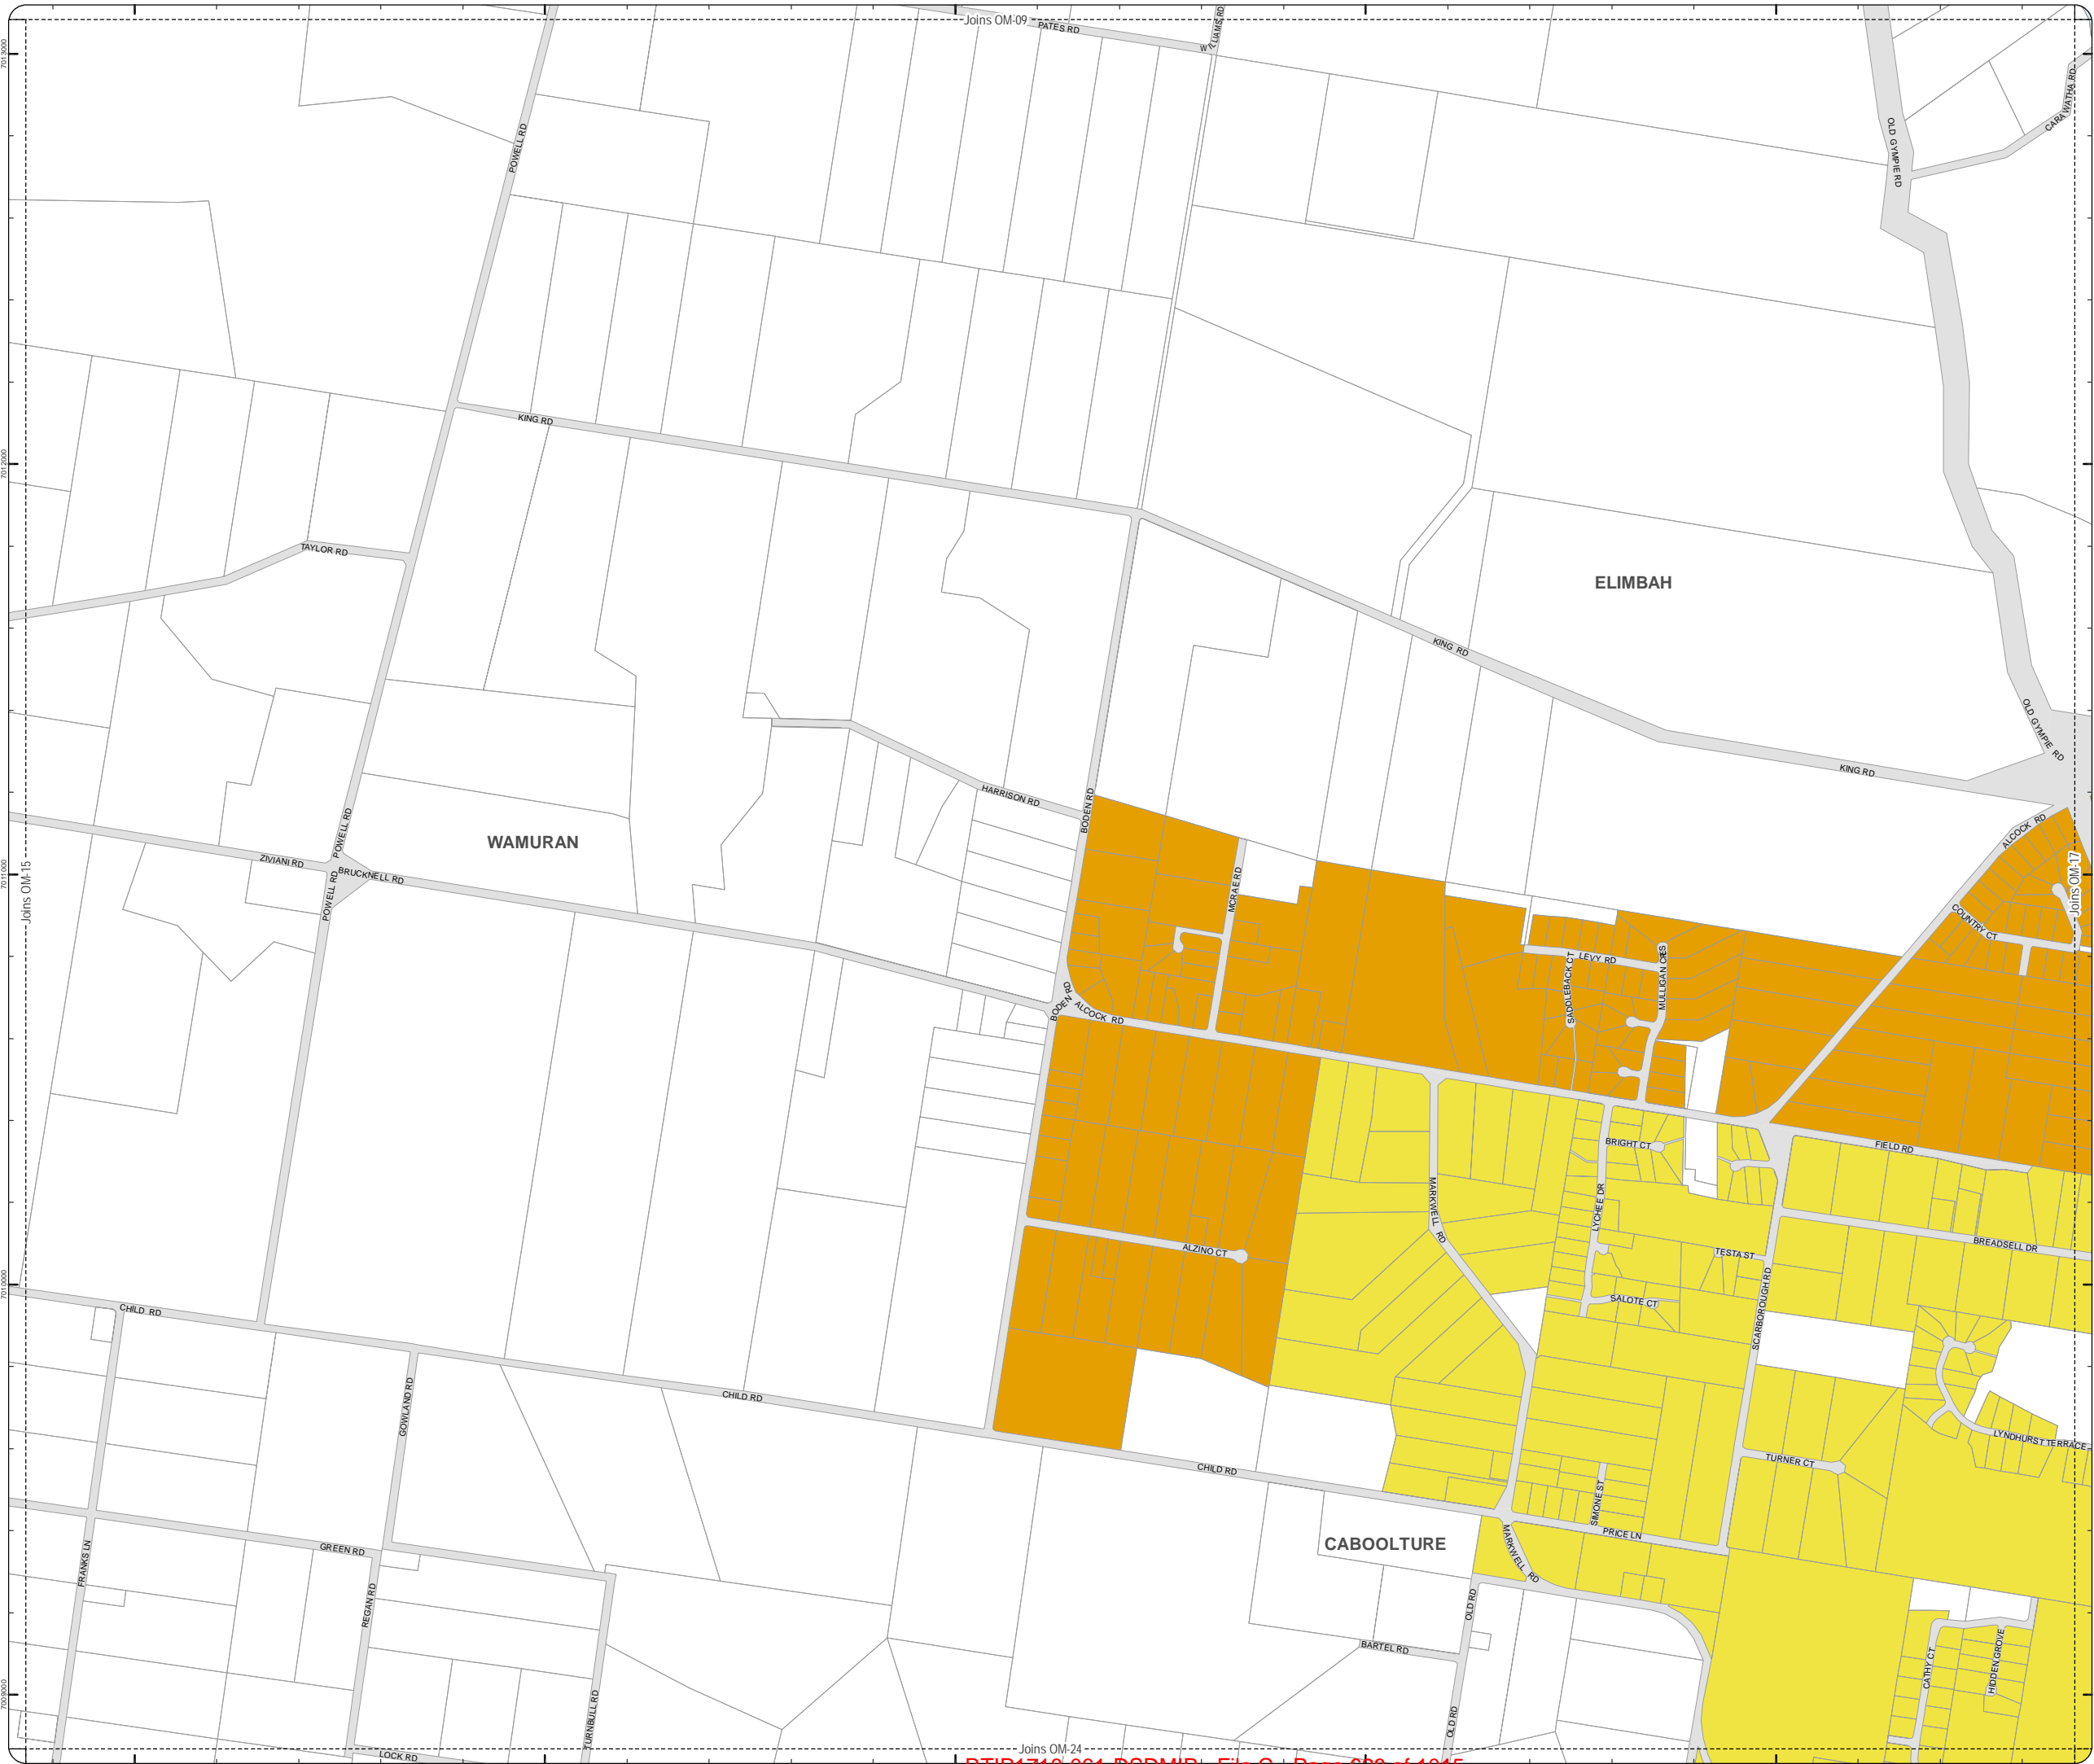 Joins OM-09
PATES RD
WILLIAMS RD
7013000
OLD GYMPIE RD
CARAWATHA RD
POWELL RD
KING RD
7012000
TAYLOR RD
ELIMBAH
KING RD
OLD GYMPIE RD
KING RD
HARRISON RD
BODEN RD
ALCOCK RD
POWELL RD
WAMURAN
ZIVIANI RD
BRUCKNELL RD
7011000
Joins OM-15
Joins OM-17
POWELL RD
MCRAE RD
COUNTRY CT
LEVY RD
SADDLEBACK CT
MULLIGAN CRES
BODEN RD
ALCOCK RD
BRIGHT CT
FIELD RD
MARKWELL RD
LYCHEE DR
ALZINO CT
TESTA ST
BREADSELL DR
7010000
SALOTE CT
SCARBOROUGH RD
CHILD RD
GOWLAND RD
CHILD RD
LYNDHURST TERRACE
TURNER CT
CHILD RD
SIMONE ST
PRICE LN
CABOOLTURE
MARKWELL RD
FRANKS LN
GREEN RD
REGAN RD
OLD RD
BARTEL RD
CATHY CT
HIDDEN GROVE
7009000
TURNBULL RD
OLD RD
LOCK RD
Joins OM-24